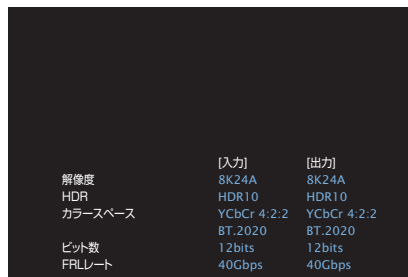 [入力] [出力]
解像度 8K24A 8K24A
HDR HDR10 HDR10
カラースペース YCbCr 4:2:2 YCbCr 4:2:2
BT.2020 BT.2020
ビット数 12bits 12bits
FRLレート 40Gbps 40Gbps